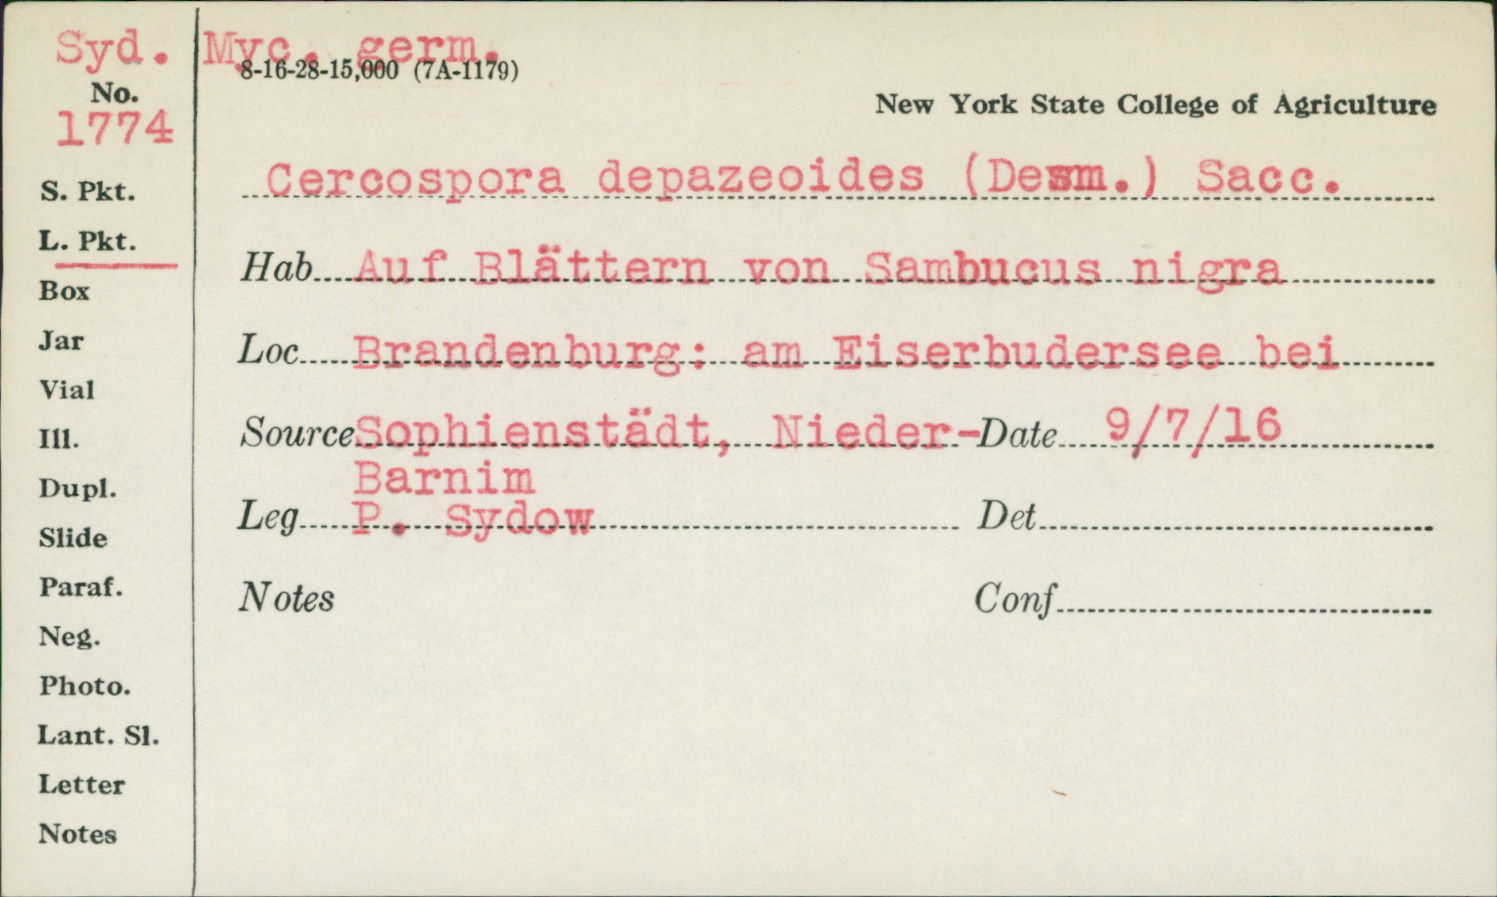 Syd. Myc. germ.
8-16-28-15,000 (7A-1179)
No.
1774
New York State College of Agriculture
Cercospora depazeoides (Desm.) Sacc.
S. Pkt.
L. Pkt.
Box
Jar
Vial
Ill.
Dupl.
Slide
Paraf.
Neg.
Photo.
Lant. Sl.
Letter
Notes
Hab. Auf Blättern von Sambucus nigra
Loc. Brandenburg: am Eiserbudersee bei
Source Sophienstädt, Nieder- Date 9/7/16
Barnim
Leg. P. Sydow Det.
Notes Conf.